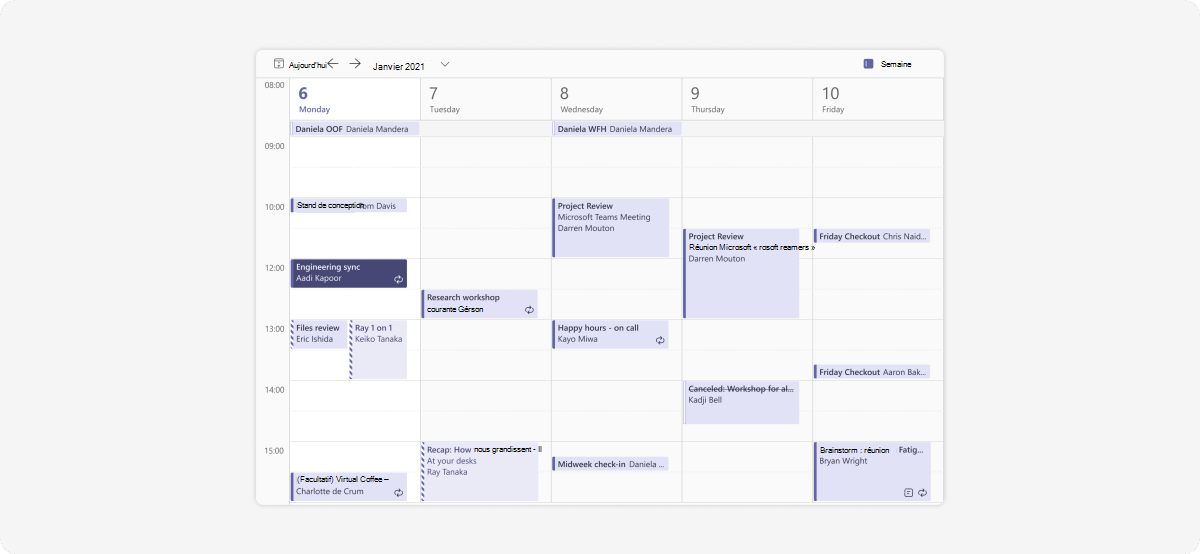 Aujourd'hui
Janvier 2021
Semaine
08:00
6
Monday
7
Tuesday
8
Wednesday
9
Thursday
10
Friday
Daniela OOF Daniela Mandera
Daniela WFH Daniela Mandera
09:00
10:00
Stand de conception Tom Davis
Project Review
Microsoft Teams Meeting
Darren Mouton
Project Review
Réunion Microsoft « rosoft reamers »
Darren Mouton
Friday Checkout Chris Naid...
12:00
Engineering sync
Aadi Kapoor
Research workshop
courante Gérson
13:00
Files review
Eric Ishida
Ray 1 on 1
Keiko Tanaka
Happy hours - on call
Kayo Miwa
Friday Checkout Aaron Bak...
14:00
Canceled: Workshop for al...
Kadji Bell
15:00
Recap: How nous grandissent - Il
At your desks
Ray Tanaka
Midweek check-in Daniela ...
Brainstorm : réunion Fatig...
Bryan Wright
(Facultatif) Virtual Coffee –
Charlotte de Crum